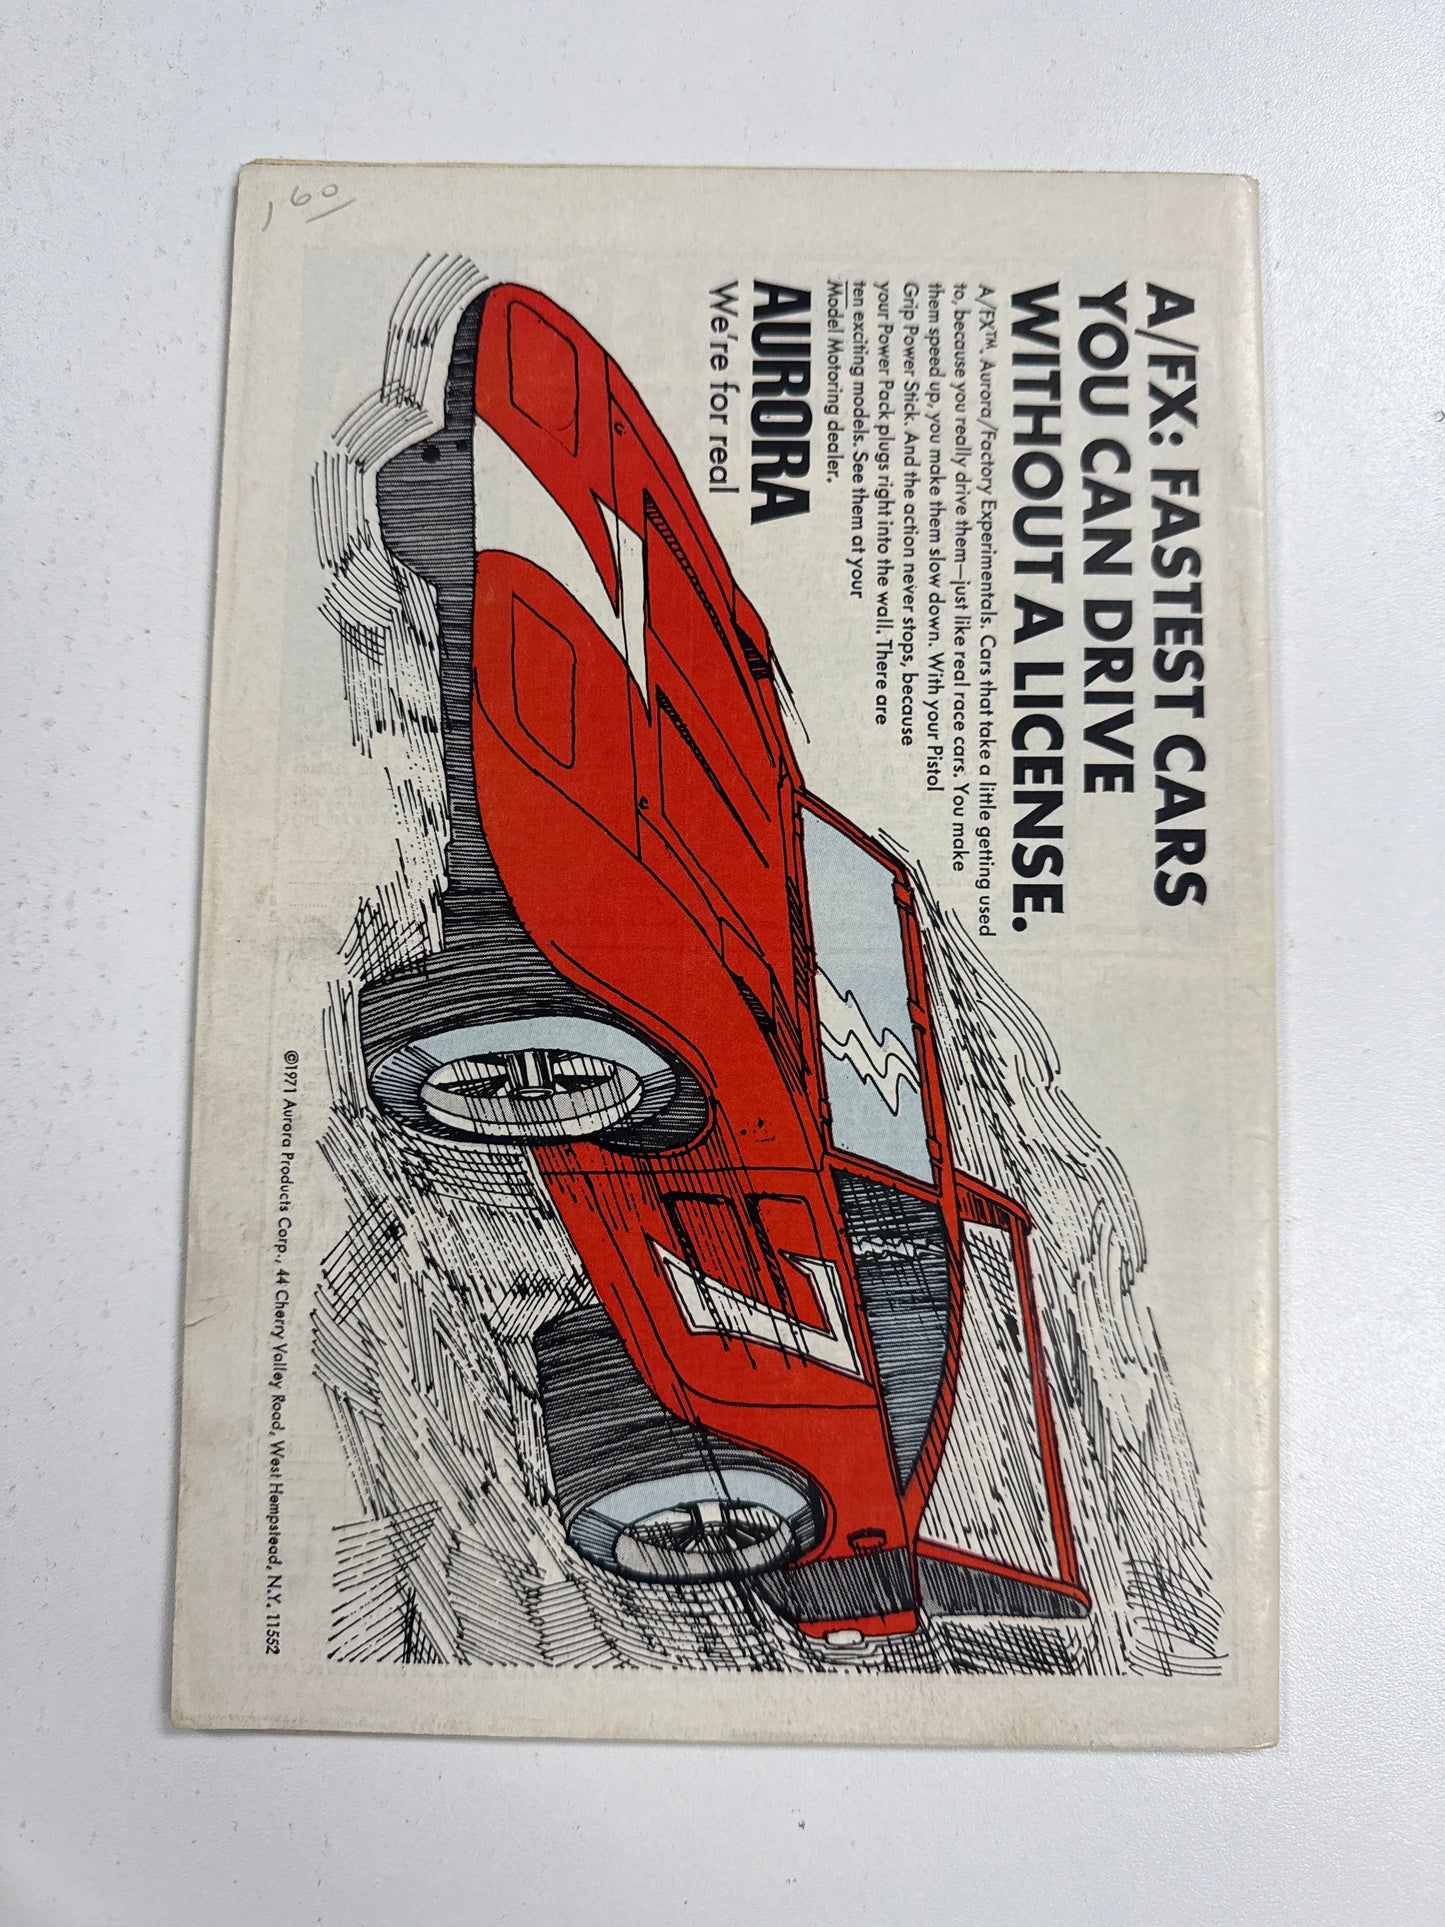 A/FX: FASTEST CARS
YOU CAN DRIVE
WITHOUT A LICENSE.
A/FX™. Aurora/Factory Experimentals. Cars that take a little getting used
to, because you really drive them—just like real race cars. You make
them speed up, you make them slow down. With your Pistol
Grip Power Stick. And the action never stops, because
your Power Pack plugs right into the wall. There are
ten exciting models. See them at your
Model Motoring dealer.
AURORA
We're for real
7
©1971 Aurora Products Corp., 44 Cherry Valley Road, West Hempstead, N.Y. 11552